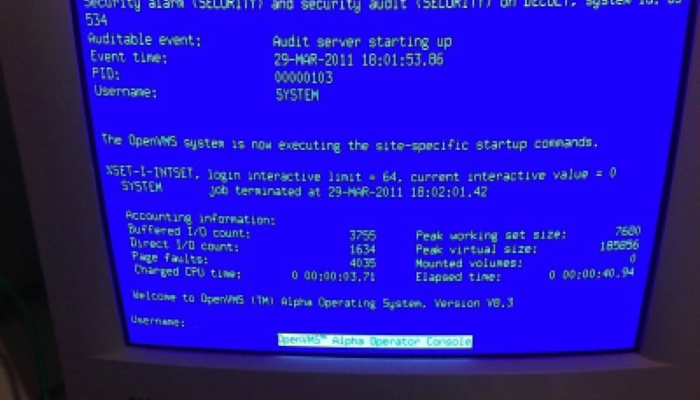 Security alarm (SECURITY) and security audit (SECURITY) on DECDET, system id:
534
Auditable event: Audit server starting up
Event time: 29-MAR-2011 18:01:53.86
PID: 00000103
Username: SYSTEM
The OpenVMS system is now executing the site-specific startup commands.
%SET-I-INTSET, login interactive limit = 64, current interactive value = 0
SYSTEM job terminated at 29-MAR-2011 18:02:01.42
Accounting information:
Buffered I/O count: 3755 Peak working set size: 7680
Direct I/O count: 1634 Peak virtual size: 185856
Page faults: 4035 Mounted volumes: 0
Charged CPU time: 0 00:00:03.71 Elapsed time: 0 00:00:40.94
Welcome to OpenVMS (TM) Alpha Operating System, Version V8.3
Username:
OpenVMS™ Alpha Operator Console